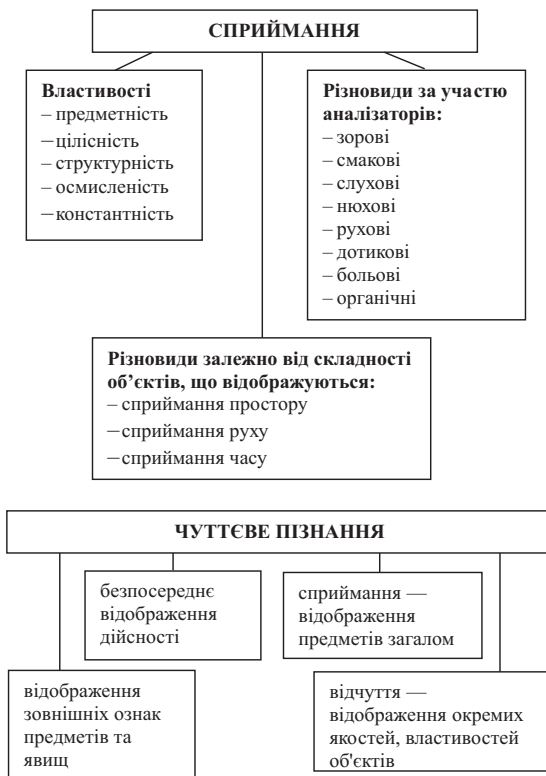 СПРИЙМАННЯ
Властивості
– предметність
– цілісність
– структурність
– осмисленість
– константність
Різновиди за участю
аналізаторів:
– зорові
– смакові
– слухові
– нюхові
– рухові
– дотикові
– больові
– органічні
Різновиди залежно від складності
об’єктів, що відображуються:
– сприймання простору
– сприймання руху
– сприймання часу
ЧУТТЄВЕ ПІЗНАННЯ
безпосереднє
відображення
дійсності
сприймання —
відображення
предметів загалом
відображення
зовнішніх ознак
предметів та
явищ
відчуття —
відображення окремих
якостей, властивостей
об'єктів